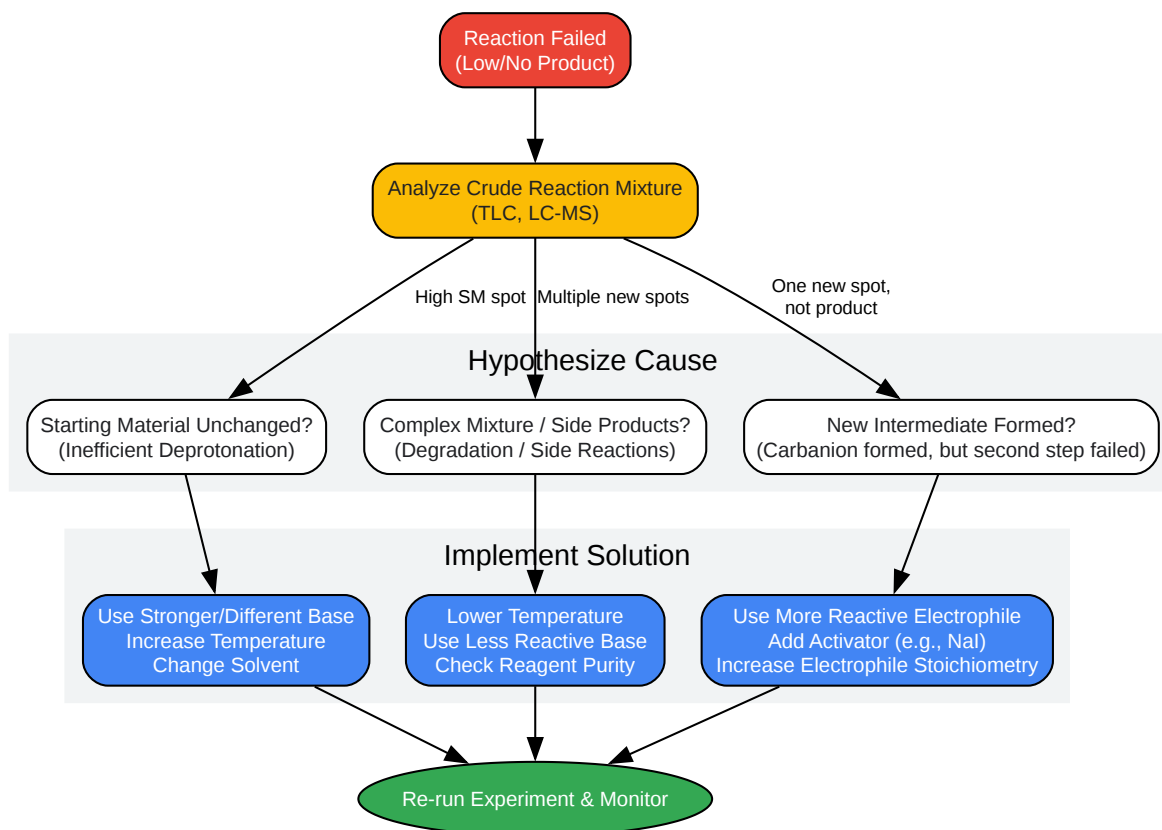 Reaction Failed
(Low/No Product)
Analyze Crude Reaction Mixture
(TLC, LC-MS)
High SM spot
Multiple new spots
One new spot,
not product
Hypothesize Cause
Starting Material Unchanged?
(Inefficient Deprotonation)
Complex Mixture / Side Products?
(Degradation / Side Reactions)
New Intermediate Formed?
(Carbanion formed, but second step failed)
Implement Solution
Use Stronger/Different Base
Increase Temperature
Change Solvent
Lower Temperature
Use Less Reactive Base
Check Reagent Purity
Use More Reactive Electrophile
Add Activator (e.g., NaI)
Increase Electrophile Stoichiometry
Re-run Experiment & Monitor